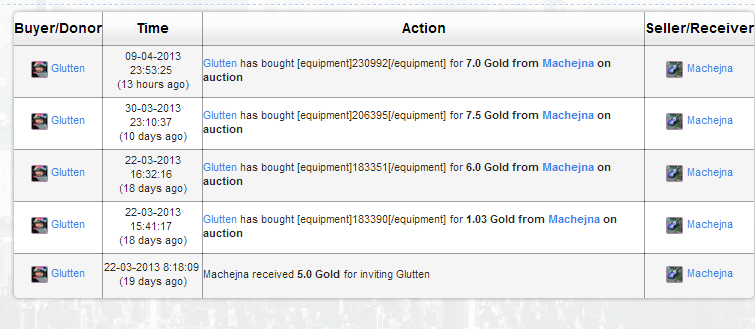 Buyer/Donor Time Action Seller/Receiver
Glutten 09-04-2013 23:53:25 (13 hours ago) Glutten has bought [equipment]230992[/equipment] for 7.0 Gold from Machejna on auction Machejna
Glutten 30-03-2013 23:10:37 (10 days ago) Glutten has bought [equipment]206395[/equipment] for 7.5 Gold from Machejna on auction Machejna
Glutten 22-03-2013 16:32:16 (18 days ago) Glutten has bought [equipment]183351[/equipment] for 6.0 Gold from Machejna on auction Machejna
Glutten 22-03-2013 15:41:17 (18 days ago) Glutten has bought [equipment]183390[/equipment] for 1.03 Gold from Machejna on auction Machejna
Glutten 22-03-2013 8:18:09 (19 days ago) Machejna received 5.0 Gold for inviting Glutten Machejna